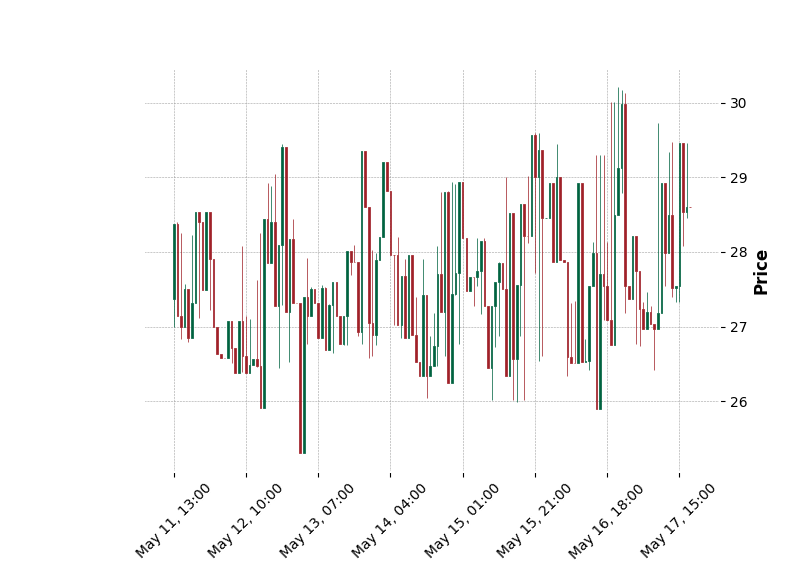 30
29
28
27
26
Price
May 11, 13:00
May 12, 10:00
May 13, 07:00
May 14, 04:00
May 15, 01:00
May 15, 21:00
May 16, 18:00
May 17, 15:00